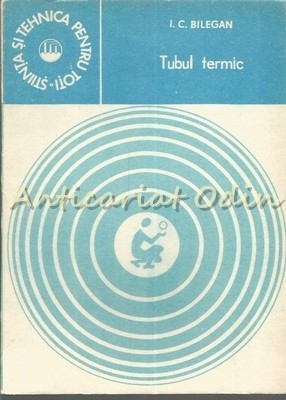 ȘTIINȚA ȘI TEHNICA PENTRU TOȚI
I. C. BILEGAN
Tubul termic
Anticariat Odin